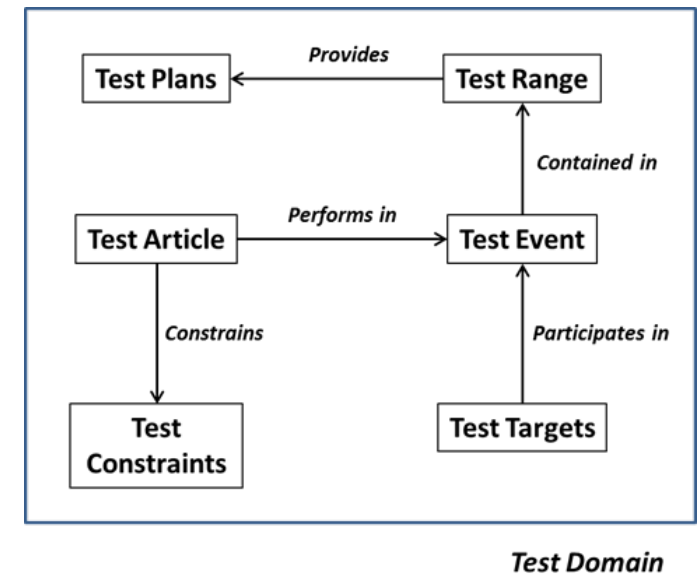 Provides
Test Plans
Test Range
Contained in
Performs in
Test Article
Test Event
Constrains
Participates in
Test
Constraints
Test Targets
Test Domain